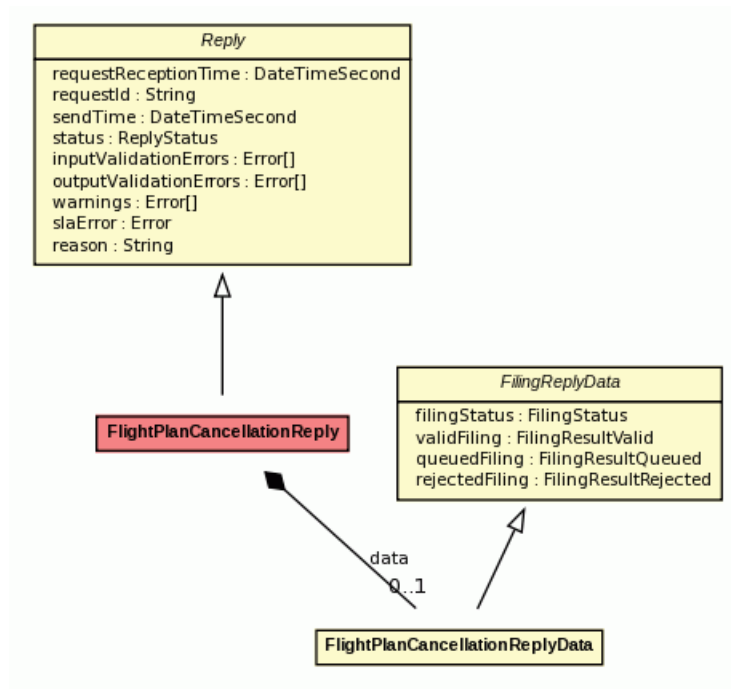 Reply
requestReceptionTime : DateTimeSecond
requestId : String
sendTime : DateTimeSecond
status : ReplyStatus
inputValidationErrors : Error[]
outputValidationErrors : Error[]
warnings : Error[]
slaError : Error
reason : String
FilingReplyData
filingStatus : FilingStatus
validFiling : FilingResultValid
queuedFiling : FilingResultQueued
rejectedFiling : FilingResultRejected
FlightPlanCancellationReply
data
0..1
FlightPlanCancellationReplyData